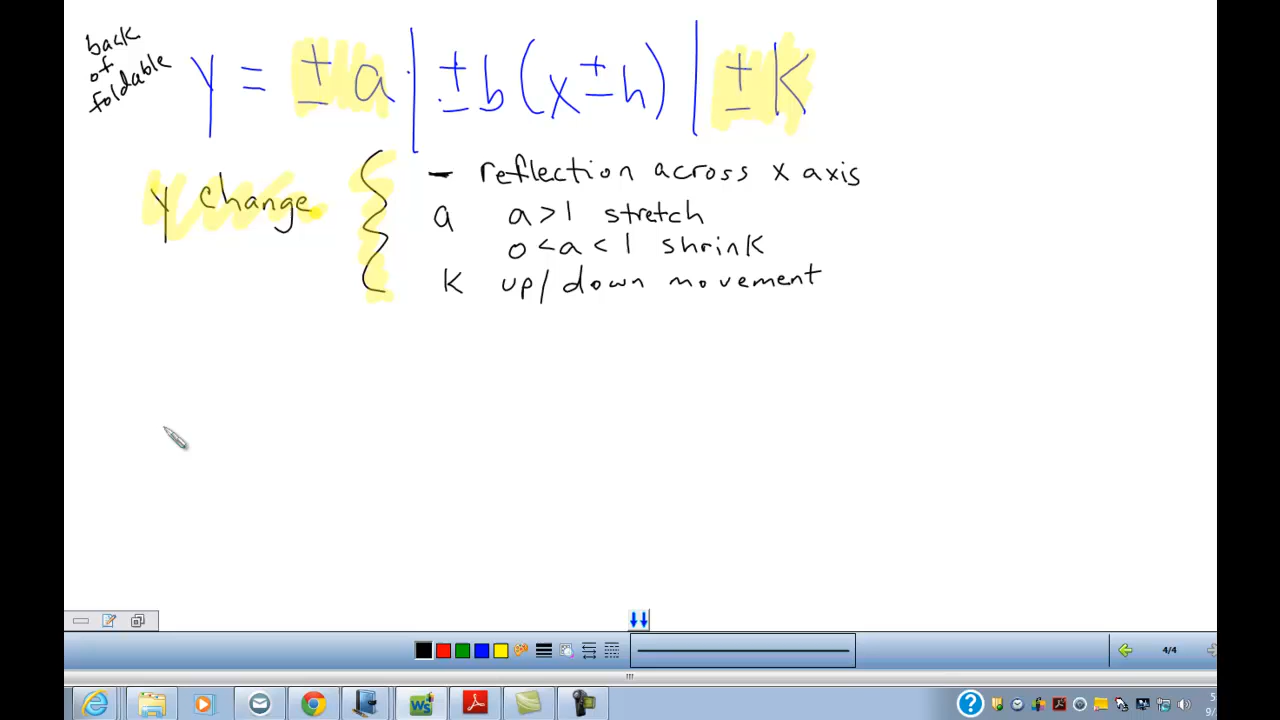 back
of
foldable
y = ± a | ± b (x ± h) | ± K
y change
- reflection across x axis
a a > 1 stretch
0 < a < 1 shrink
K up/down movement
4/4